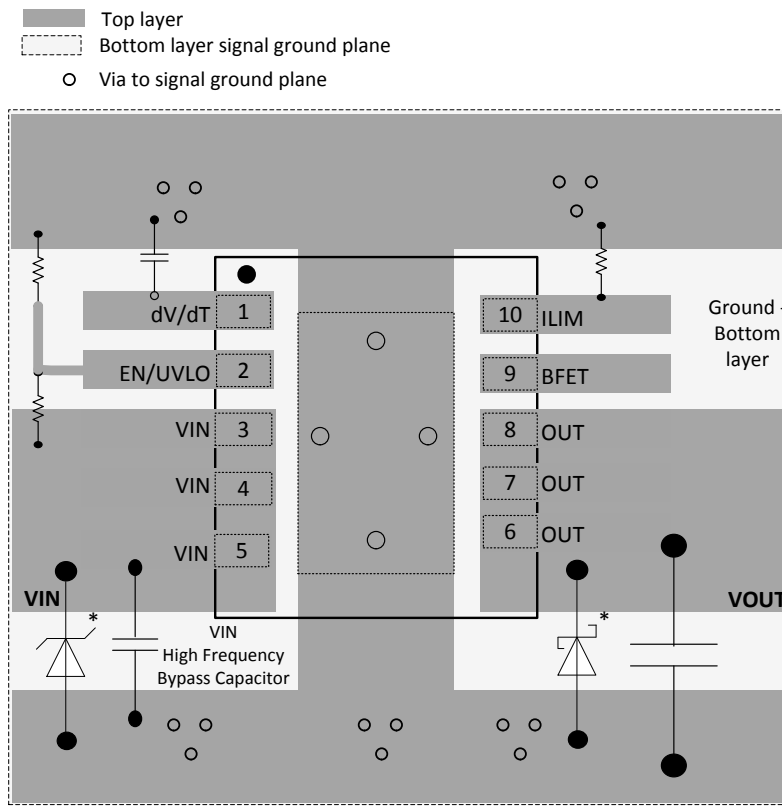 Top layer
Bottom layer signal ground plane
Via to signal ground plane
dV/dT 1
10 ILIM
Ground -
Bottom
layer
EN/UVLO 2
9 BFET
VIN 3
8 OUT
VIN 4
7 OUT
VIN 5
6 OUT
VIN
VOUT
*
*
VIN
High Frequency
Bypass Capacitor